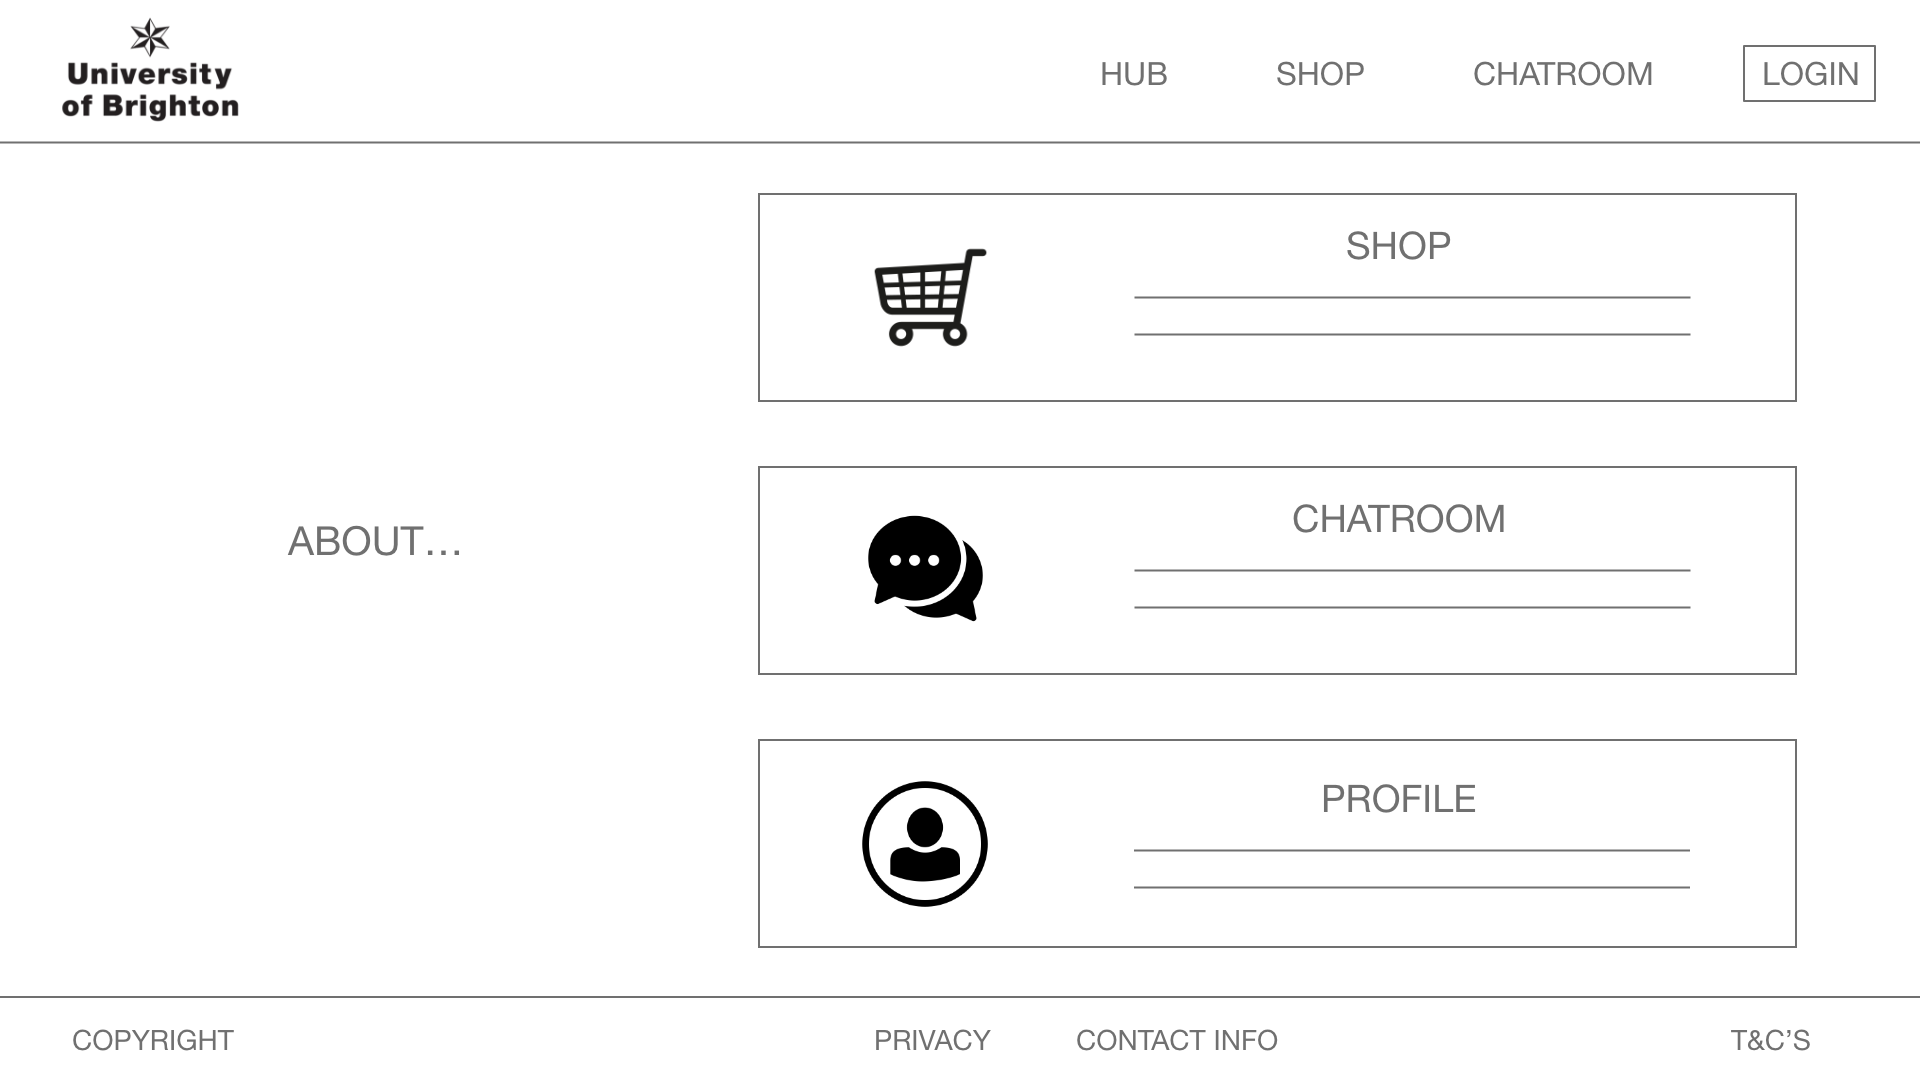 University
of Brighton
HUB
SHOP
CHATROOM
LOGIN
ABOUT...
SHOP
CHATROOM
PROFILE
COPYRIGHT
PRIVACY
CONTACT INFO
T&C’S